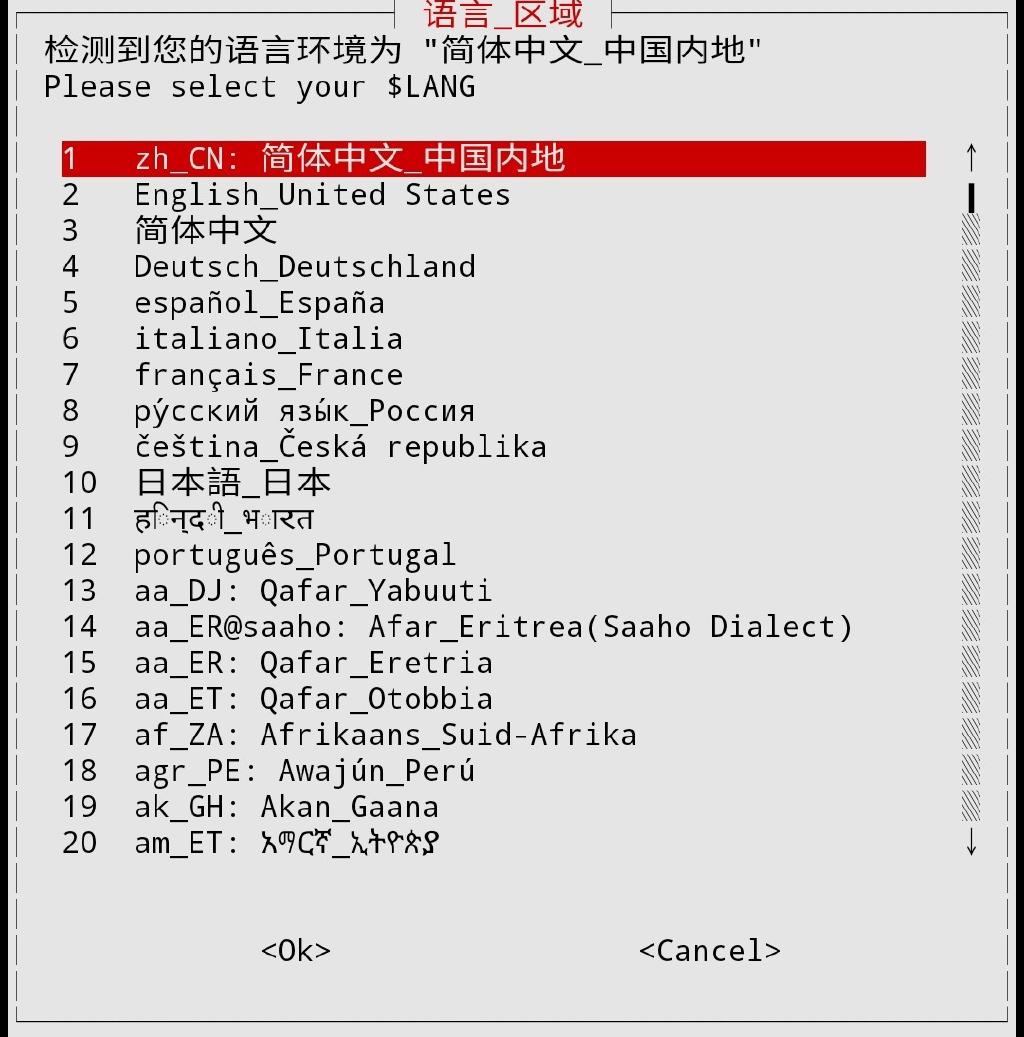 语言_区域
检测到您的语言环境为 "简体中文_中国内地"
Please select your $LANG
1 zh_CN: 简体中文_中国内地
2 English_United States
3 简体中文
4 Deutsch_Deutschland
5 español_España
6 italiano_Italia
7 français_France
8 ру́сский язы́к_Россия
9 čeština_Česká republika
10 日本語_日本
11 हिन्दी_भारत
12 português_Portugal
13 aa_DJ: Qafar_Yabuuti
14 aa_ER@saaho: Afar_Eritrea(Saaho Dialect)
15 aa_ER: Qafar_Eretria
16 aa_ET: Qafar_Otobbia
17 af_ZA: Afrikaans_Suid-Afrika
18 agr_PE: Awajún_Perú
19 ak_GH: Akan_Gaana
20 am_ET: አማርኛ_ኢትዮጵያ
<Ok> <Cancel>